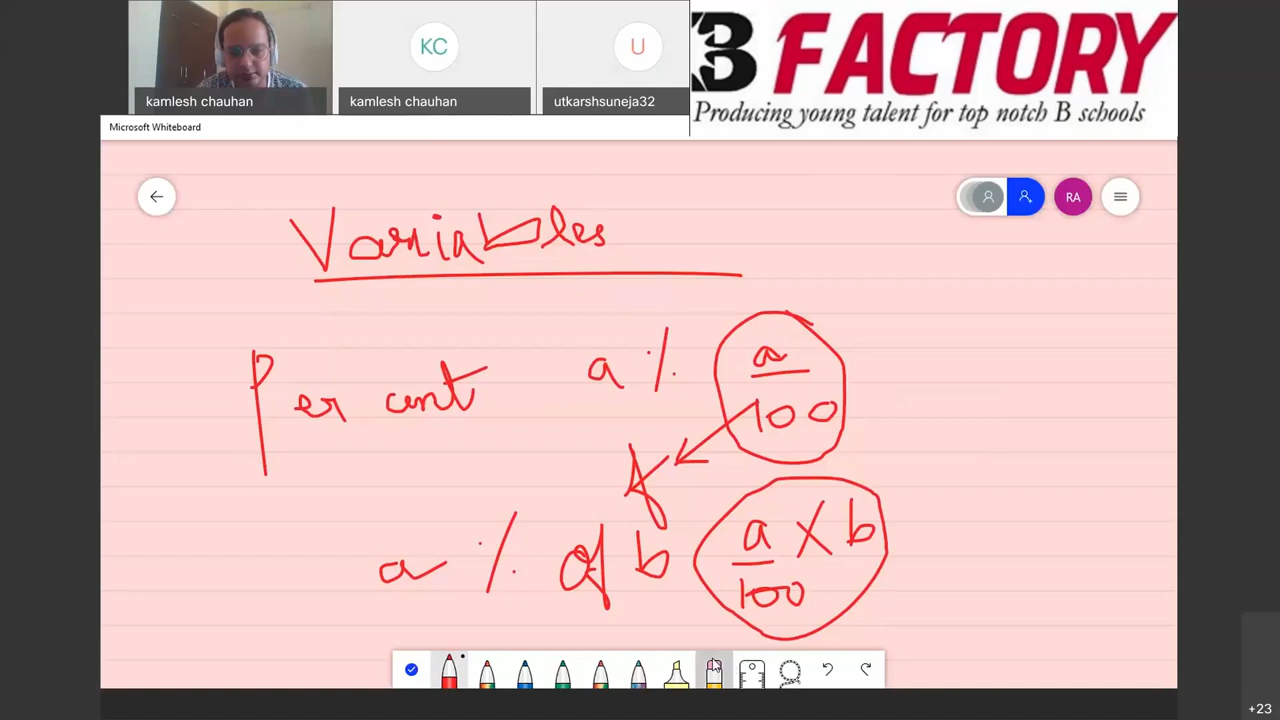 KC
U
kamlesh chauhan
kamlesh chauhan
utkarshsuneja32
B FACTORY
Producing young talent for top notch B schools
Microsoft Whiteboard
RA
Variables
Per cent a % a/100
a % of b a/100 X b
+23